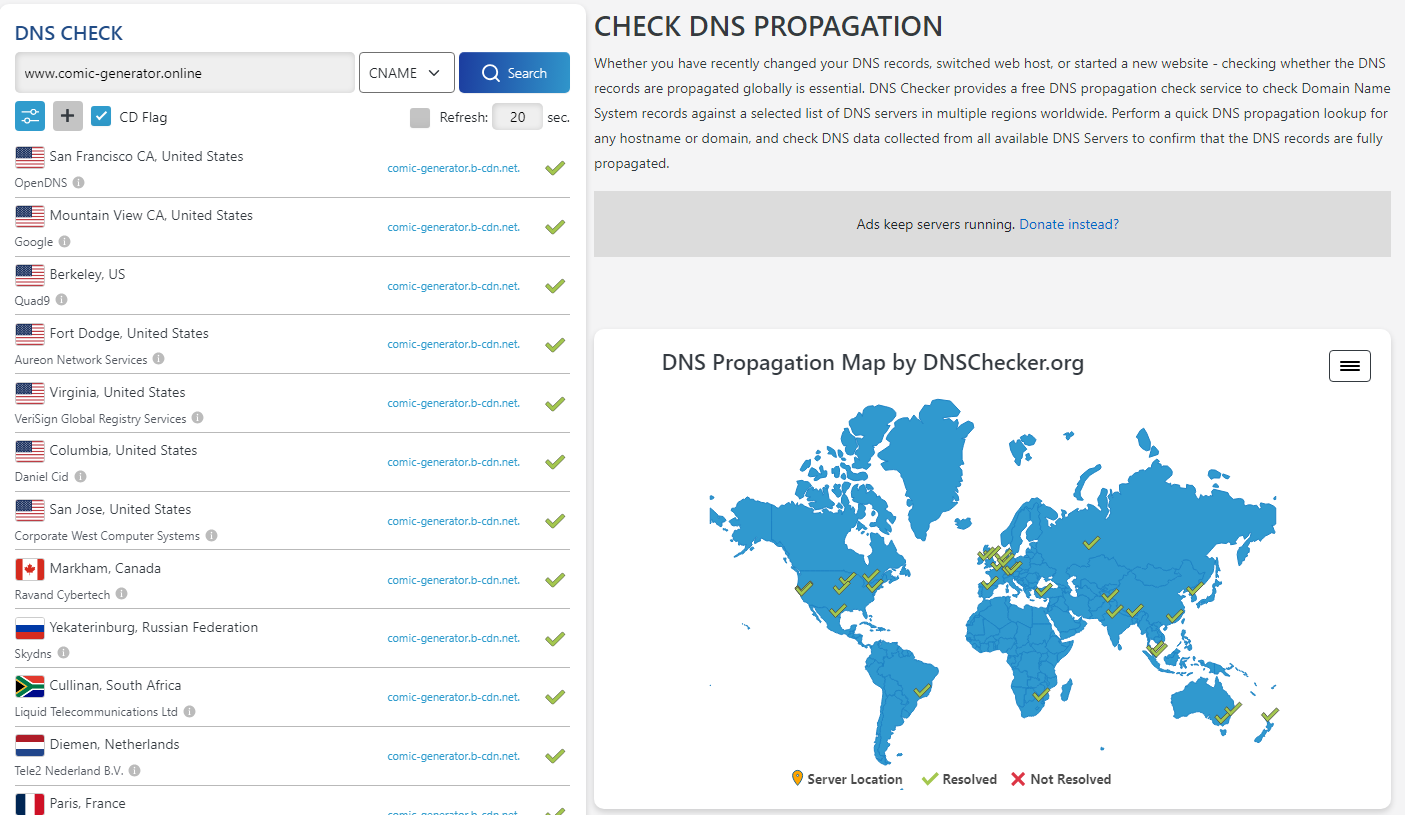 DNS CHECK
www.comic-generator.online
CNAME
Search
CD Flag
Refresh:
20
sec.
San Francisco CA, United States
OpenDNS
comic-generator.b-cdn.net.
Mountain View CA, United States
Google
comic-generator.b-cdn.net.
Berkeley, US
Quad9
comic-generator.b-cdn.net.
Fort Dodge, United States
Aureon Network Services
comic-generator.b-cdn.net.
Virginia, United States
VeriSign Global Registry Services
comic-generator.b-cdn.net.
Columbia, United States
Daniel Cid
comic-generator.b-cdn.net.
San Jose, United States
Corporate West Computer Systems
comic-generator.b-cdn.net.
Markham, Canada
Ravand Cybertech
comic-generator.b-cdn.net.
Yekaterinburg, Russian Federation
Skydns
comic-generator.b-cdn.net.
Cullinan, South Africa
Liquid Telecommunications Ltd
comic-generator.b-cdn.net.
Diemen, Netherlands
Tele2 Nederland B.V.
comic-generator.b-cdn.net.
Paris, France
CHECK DNS PROPAGATION
Whether you have recently changed your DNS records, switched web host, or started a new website - checking whether the DNS
records are propagated globally is essential. DNS Checker provides a free DNS propagation check service to check Domain Name
System records against a selected list of DNS servers in multiple regions worldwide. Perform a quick DNS propagation lookup for
any hostname or domain, and check DNS data collected from all available DNS Servers to confirm that the DNS records are fully
propagated.
Ads keep servers running. Donate instead?
DNS Propagation Map by DNSChecker.org
Server Location
Resolved
Not Resolved